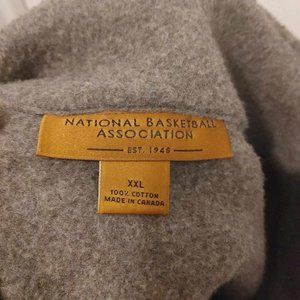 NATIONAL BASKETBALL
ASSOCIATION
EST. 1946
XXL
100% COTTON
MADE IN CANADA